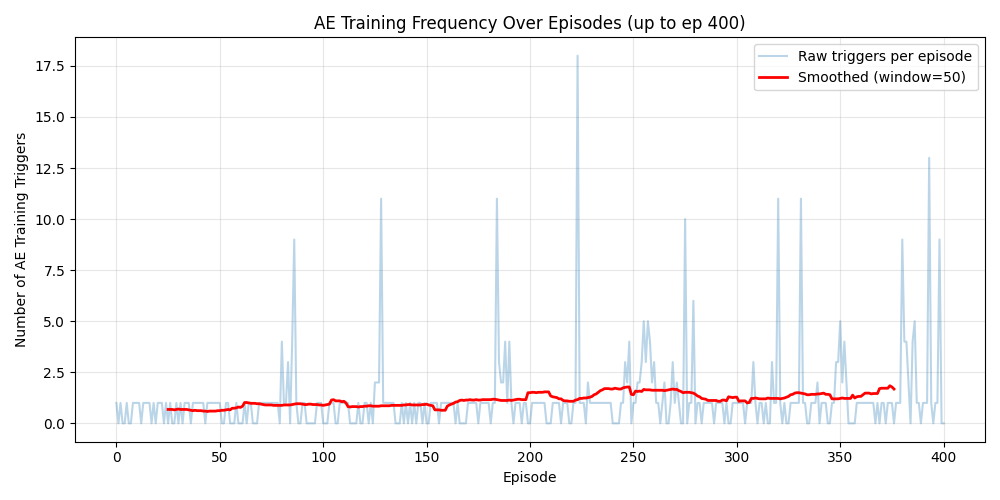 AE Training Frequency Over Episodes (up to ep 400)
Raw triggers per episode
Smoothed (window=50)
Number of AE Training Triggers
17.5
15.0
12.5
10.0
7.5
5.0
2.5
0.0
0 50 100 150 200 250 300 350 400
Episode